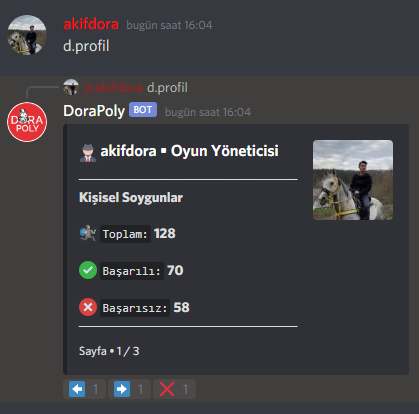 akifdora bugün saat 16:04
d.profil
@akifdora d.profil
DORA
POLY
DoraPoly BOT bugün saat 16:04
akifdora ▪ Oyun Yöneticisi
Kişisel Soygunlar
Toplam: 128
Başarılı: 70
Başarısız: 58
Sayfa • 1 / 3
1 1 1